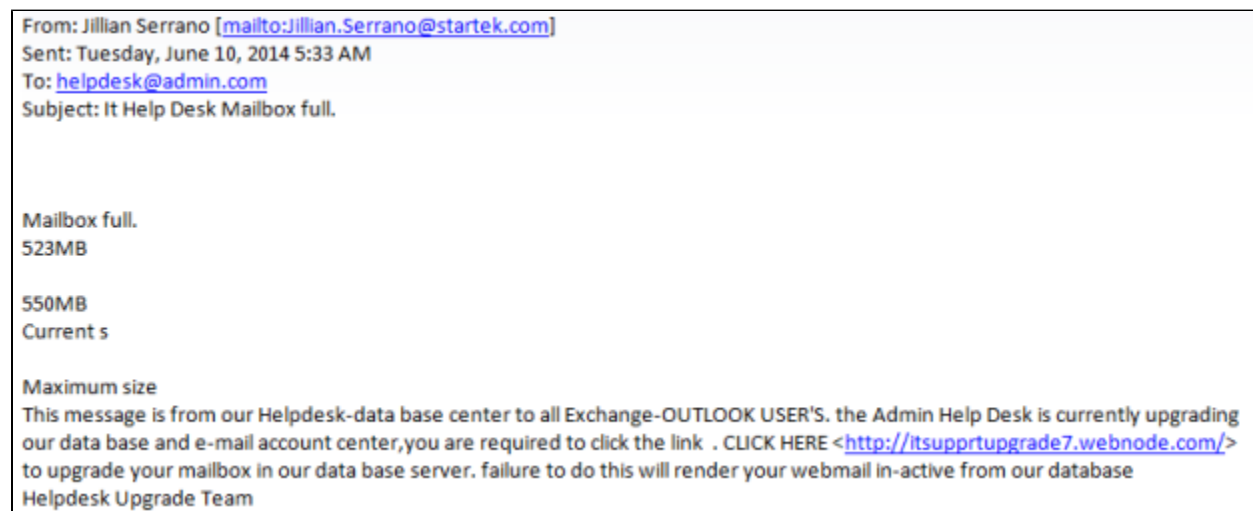 From: Jillian Serrano [mailto:Jillian.Serrano@startek.com]
Sent: Tuesday, June 10, 2014 5:33 AM
To: helpdesk@admin.com
Subject: It Help Desk Mailbox full.
Mailbox full.
523MB
550MB
Current s
Maximum size
This message is from our Helpdesk-data base center to all Exchange-OUTLOOK USER'S. the Admin Help Desk is currently upgrading
our data base and e-mail account center,you are required to click the link  . CLICK HERE <http://itsupprtupgrade7.webnode.com/>
to upgrade your mailbox in our data base server. failure to do this will render your webmail in-active from our database
Helpdesk Upgrade Team